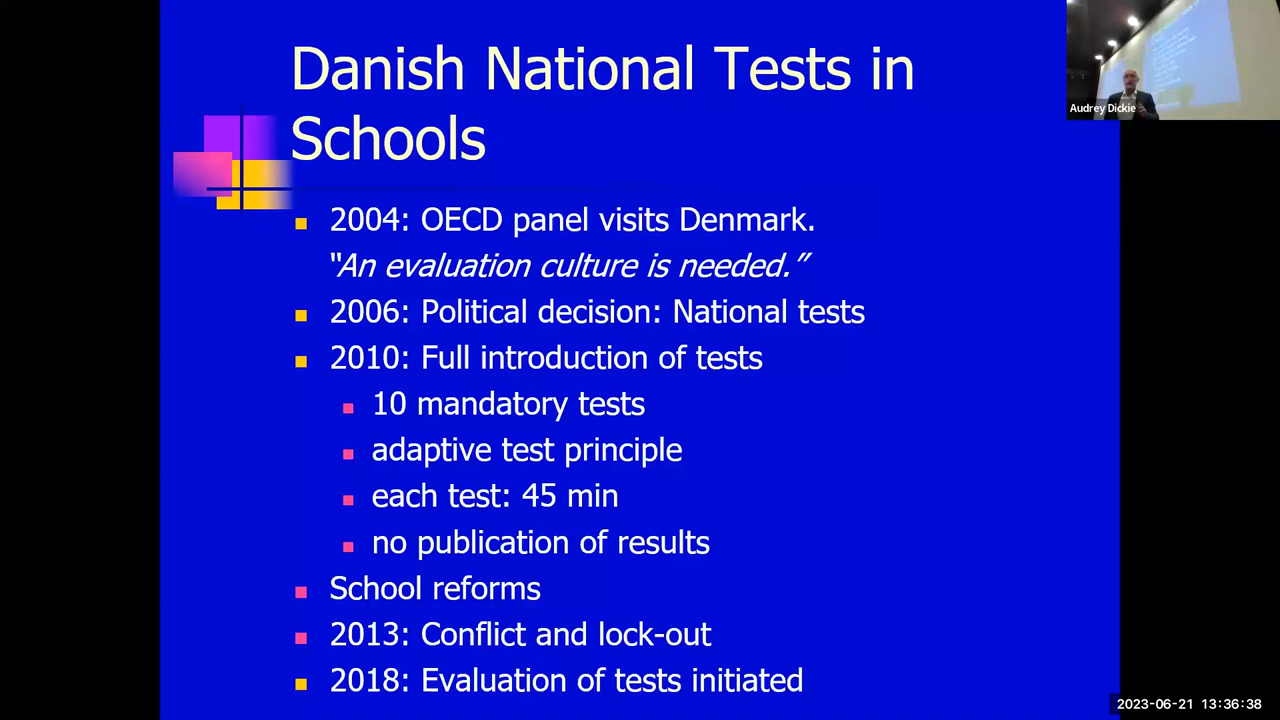 Danish National Tests in
Schools
Audrey Dickie
2004: OECD panel visits Denmark.
“An evaluation culture is needed.”
2006: Political decision: National tests
2010: Full introduction of tests
10 mandatory tests
adaptive test principle
each test: 45 min
no publication of results
School reforms
2013: Conflict and lock-out
2018: Evaluation of tests initiated
2023-06-21 13:36:38